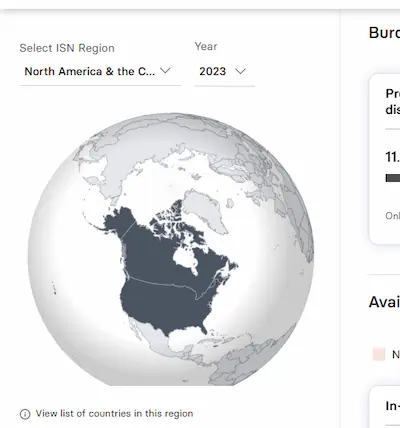 Select ISN Region
Year
North America & the C...
2023
View list of countries in this region
Burd
Pr
dis
11.
Onl
Avai
N
In-